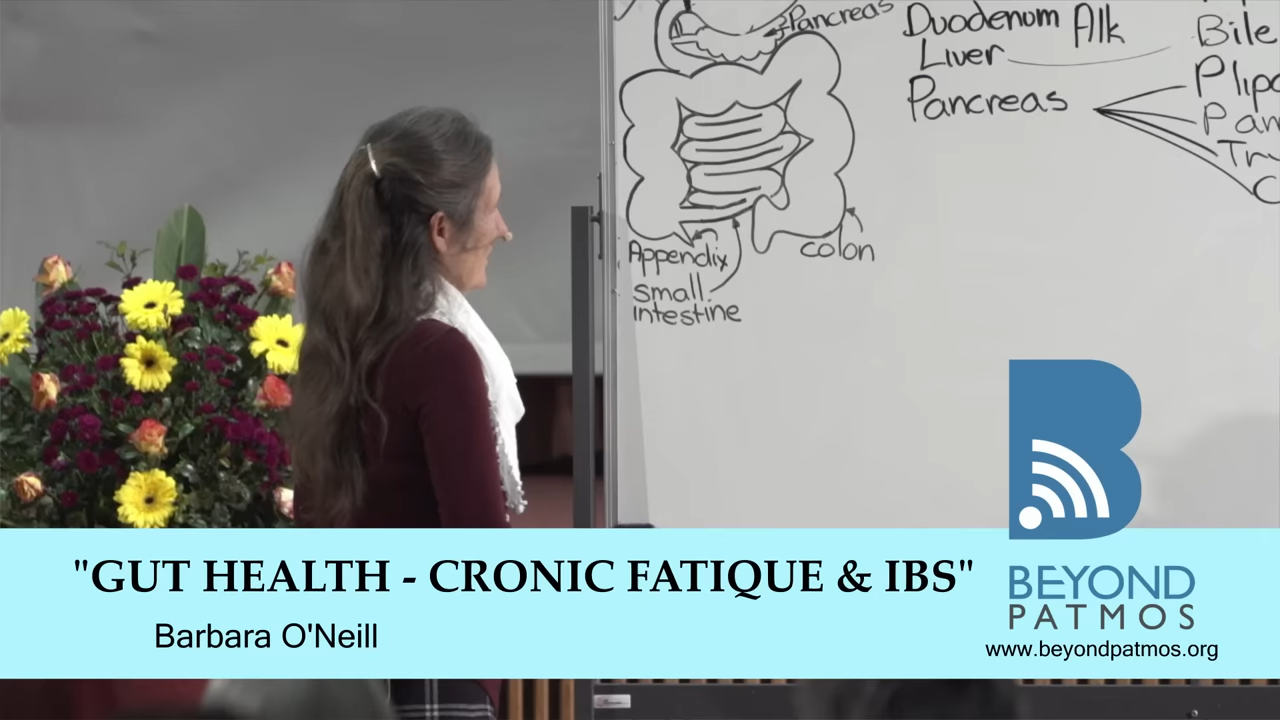 Pancreas
Duodenum Alk
Liver
Pancreas
Bile
Appendix
small
intestine
colon
"GUT HEALTH - CRONIC FATIQUE & IBS"
Barbara O'Neill
BEYOND
PATMOS
www.beyondpatmos.org